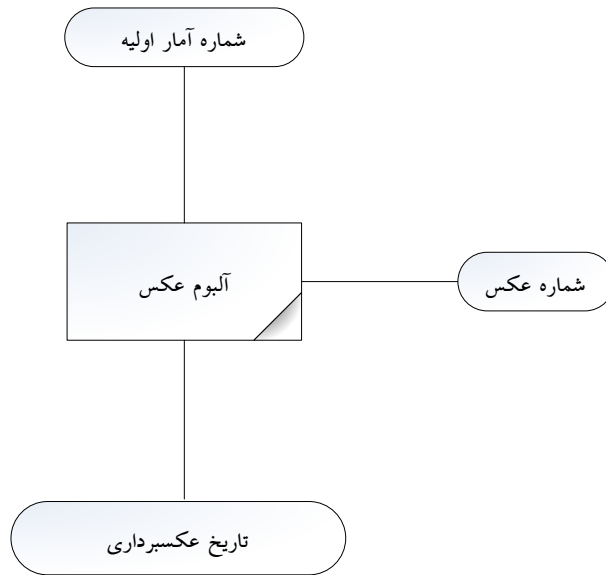 شماره آمار اولیه
آلبوم عکس
شماره عکس
تاریخ عکسبرداری